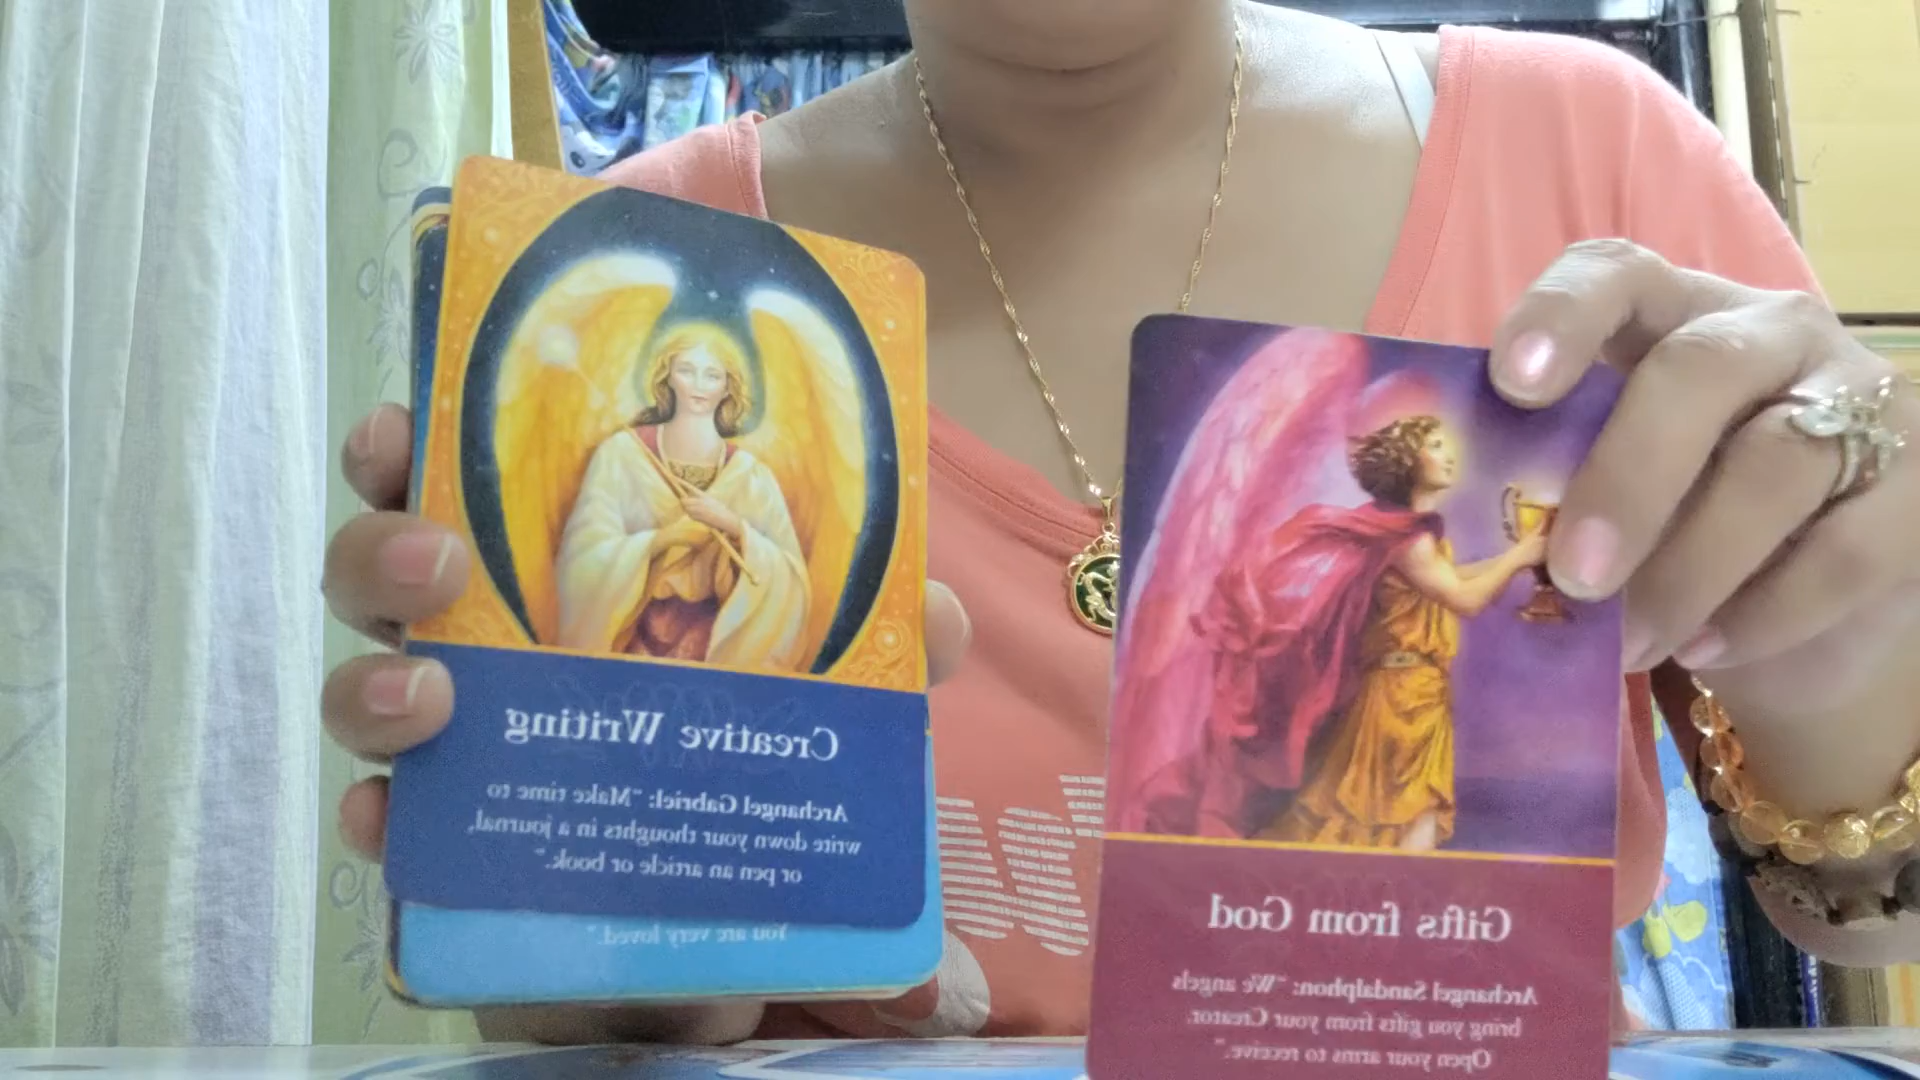 Creative Writing
Archangel Gabriel: "Make time to
write down your thoughts in a journal,
or pen an article or book."
You are very loved."
Gifts from God
Archangel Sandalphon: "We angels
bring you gifts from your Creator.
Open your arms to receive."